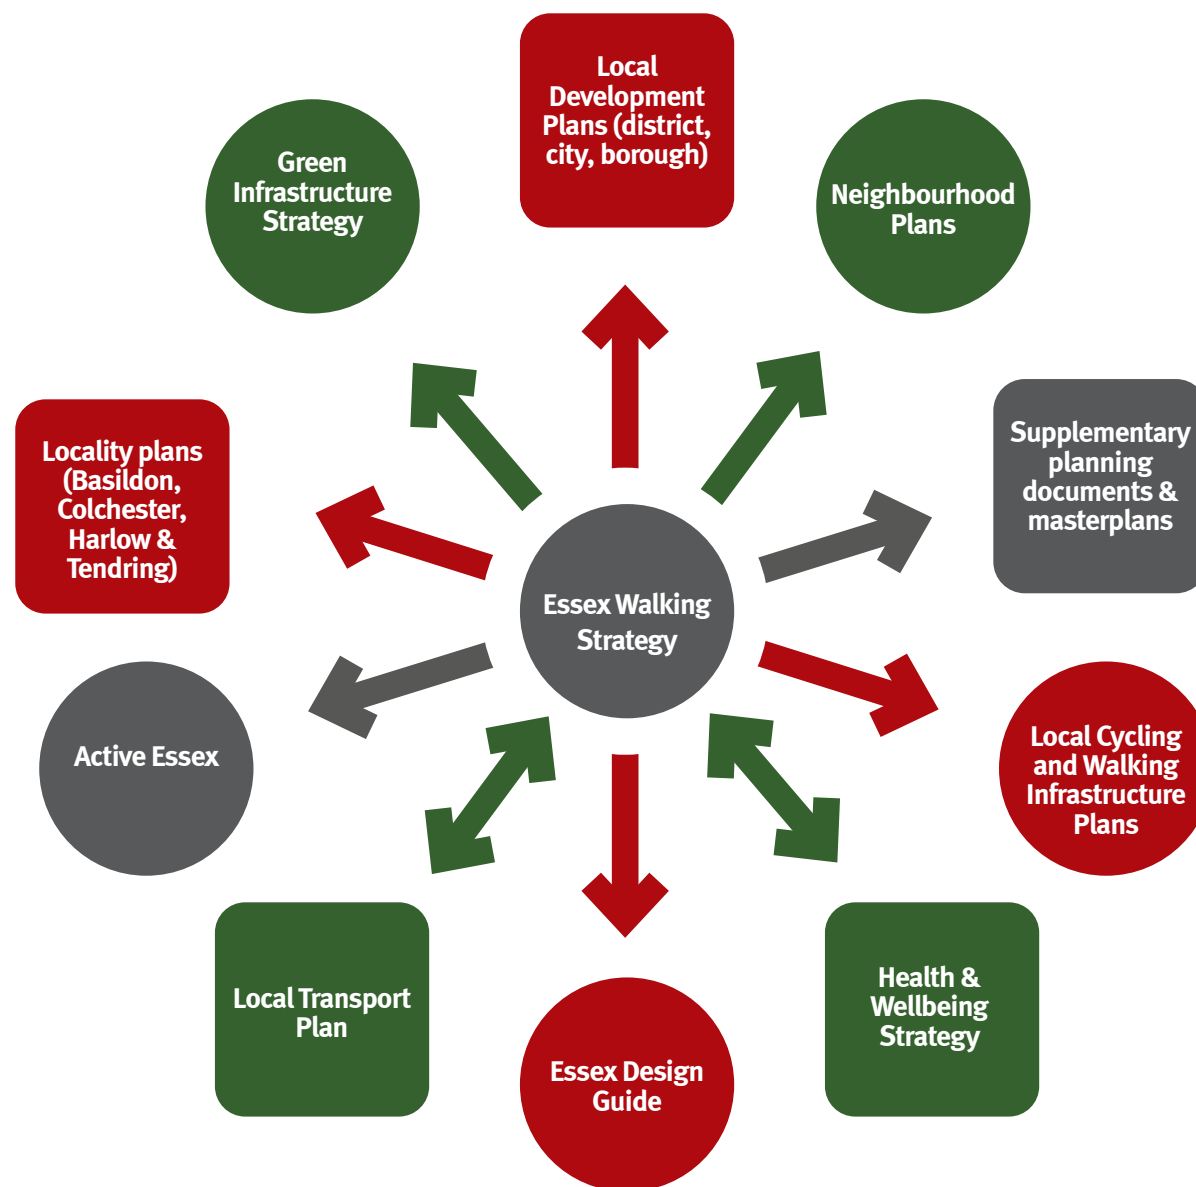 Local
Development
Plans (district,
city, borough)
Green
Infrastructure
Strategy
Neighbourhood
Plans
Locality plans
(Basildon,
Colchester,
Harlow &
Tendring)
Supplementary
planning
documents &
masterplans
Essex Walking
Strategy
Active Essex
Local Cycling
and Walking
Infrastructure
Plans
Local Transport
Plan
Health &
Wellbeing
Strategy
Essex Design
Guide